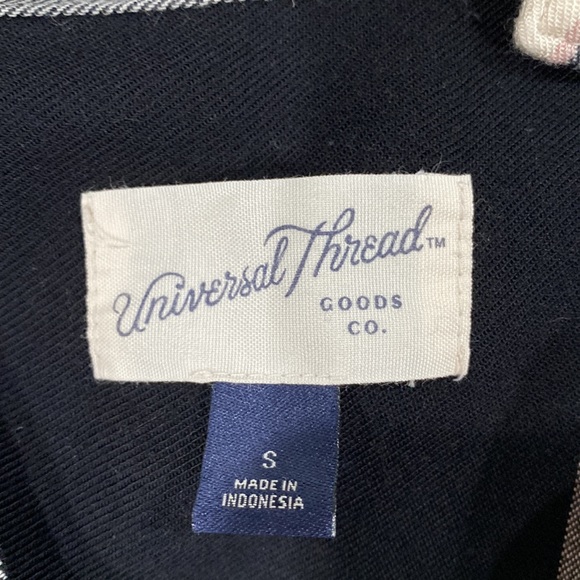 Universal Thread™
GOODS
CO.
S
MADE IN
INDONESIA